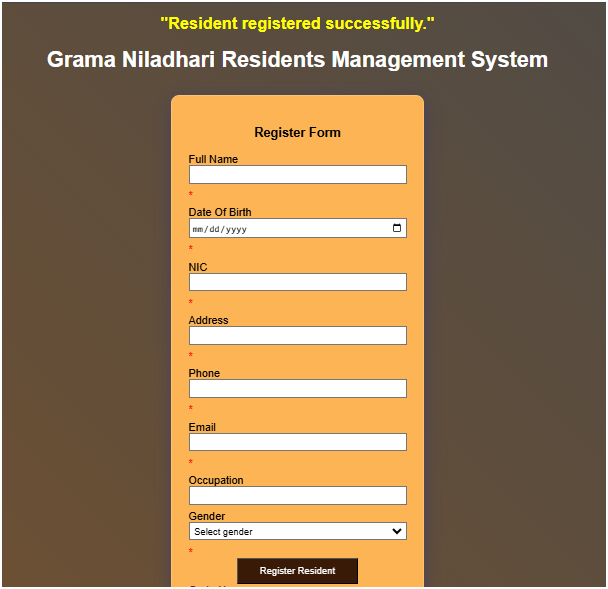 "Resident registered successfully."
Grama Niladhari Residents Management System
Register Form
Full Name
*
Date Of Birth
mm/dd/yyyy
*
NIC
*
Address
*
Phone
*
Email
*
Occupation
Gender
Select gender
*
Register Resident